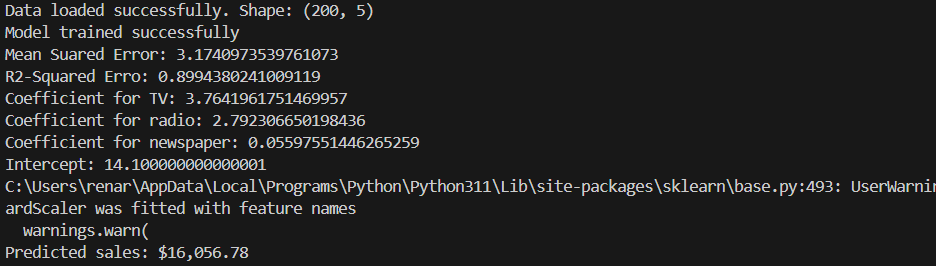 Data loaded successfully. Shape: (200, 5)
Model trained successfully
Mean Suared Error: 3.1740973539761073
R2-Squared Erro: 0.8994380241009119
Coefficient for TV: 3.7641961751469957
Coefficient for radio: 2.792306650198436
Coefficient for newspaper: 0.05597551446265259
Intercept: 14.100000000000001
C:\Users\renar\AppData\Local\Programs\Python\Python311\Lib\site-packages\sklearn\base.py:493: UserWarnin
ardScaler was fitted with feature names
  warnings.warn(
Predicted sales: $16,056.78